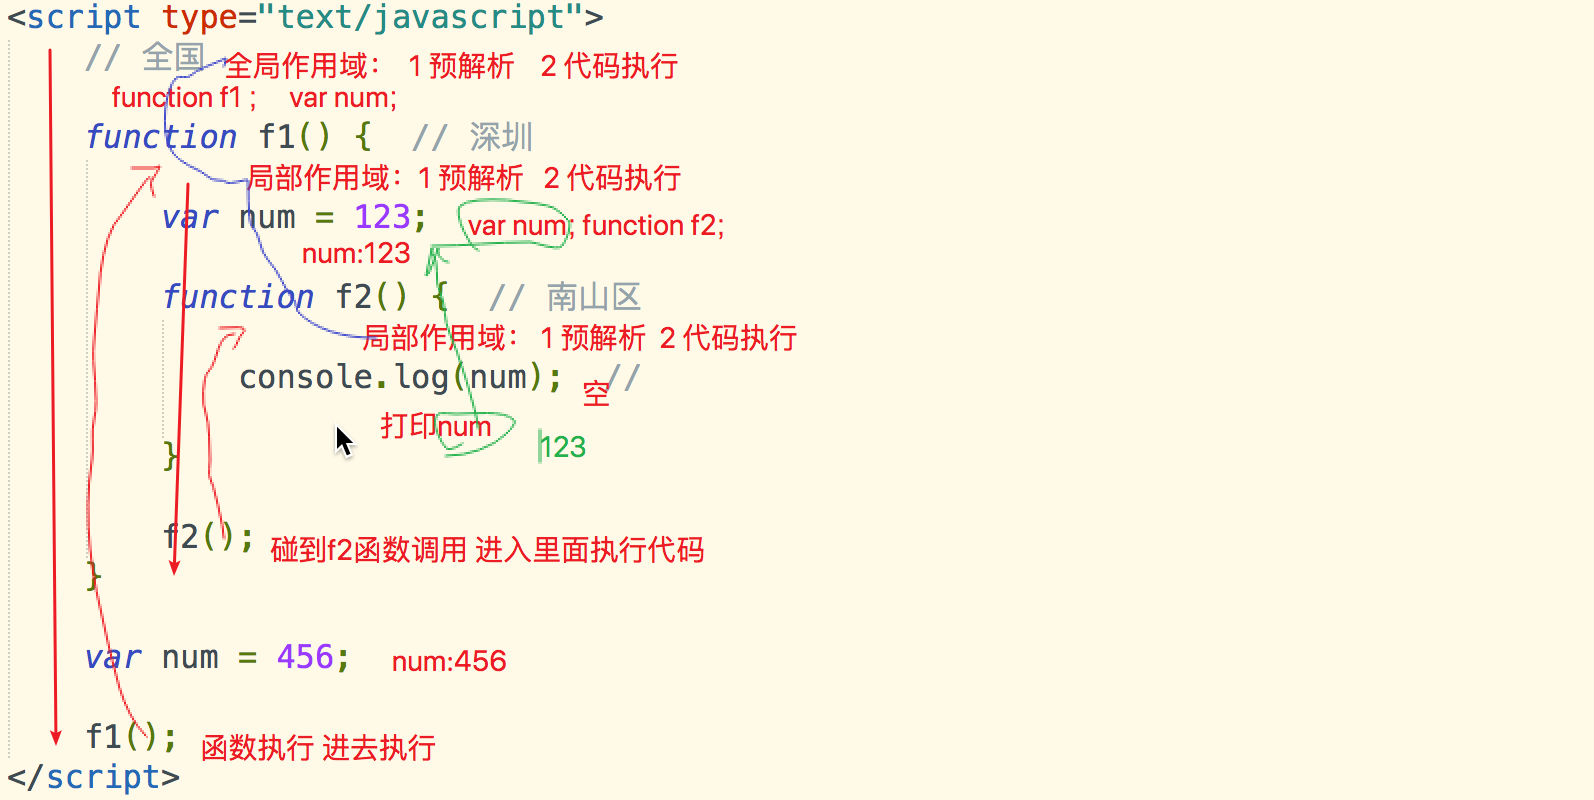 <script type="text/javascript">
// 全国 全局作用域： 1 预解析 2 代码执行
function f1 ; var num;
function f1() { // 深圳
局部作用域：1 预解析 2 代码执行
var num = 123; var num; function f2;
num:123
function f2() { // 南山区
局部作用域： 1 预解析 2 代码执行
console.log(num); 空 //
打印num 123
}
f2(); 碰到f2函数调用 进入里面执行代码
}
var num = 456; num:456
f1(); 函数执行 进去执行
</script>